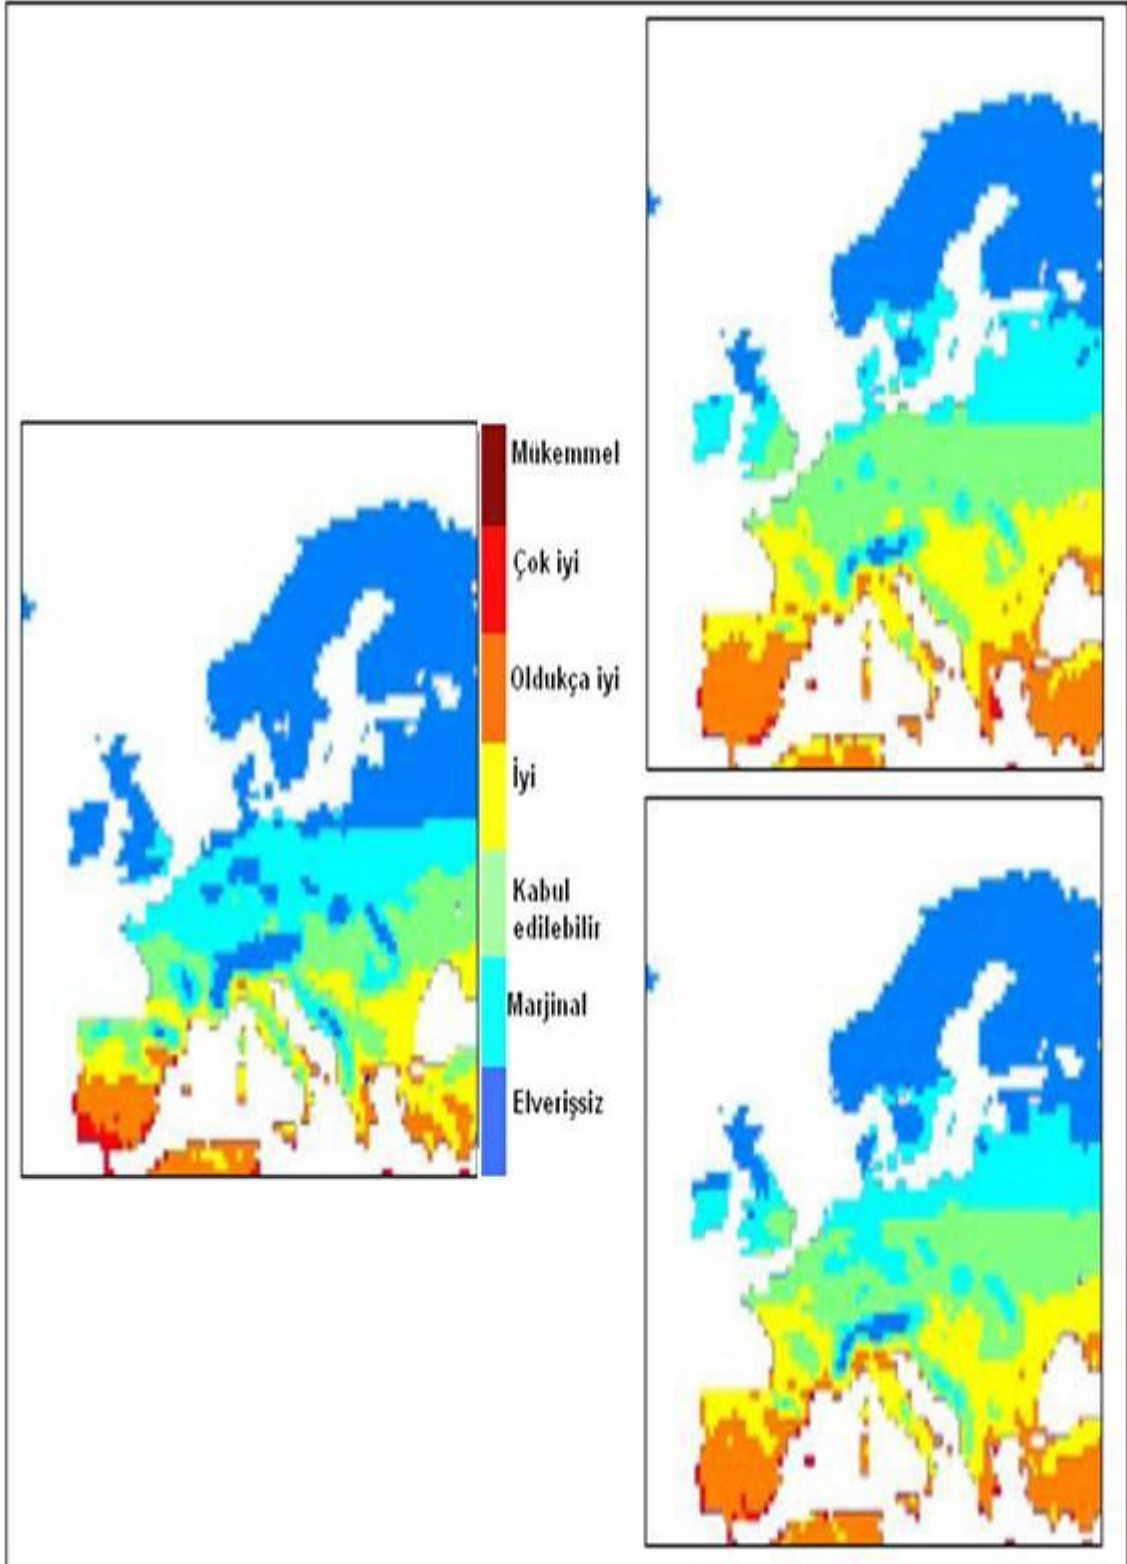 Mükemmel
Çok iyi
Oldukça iyi
İyi
Kabul
edilebilir
Marjinal
Elverişsiz